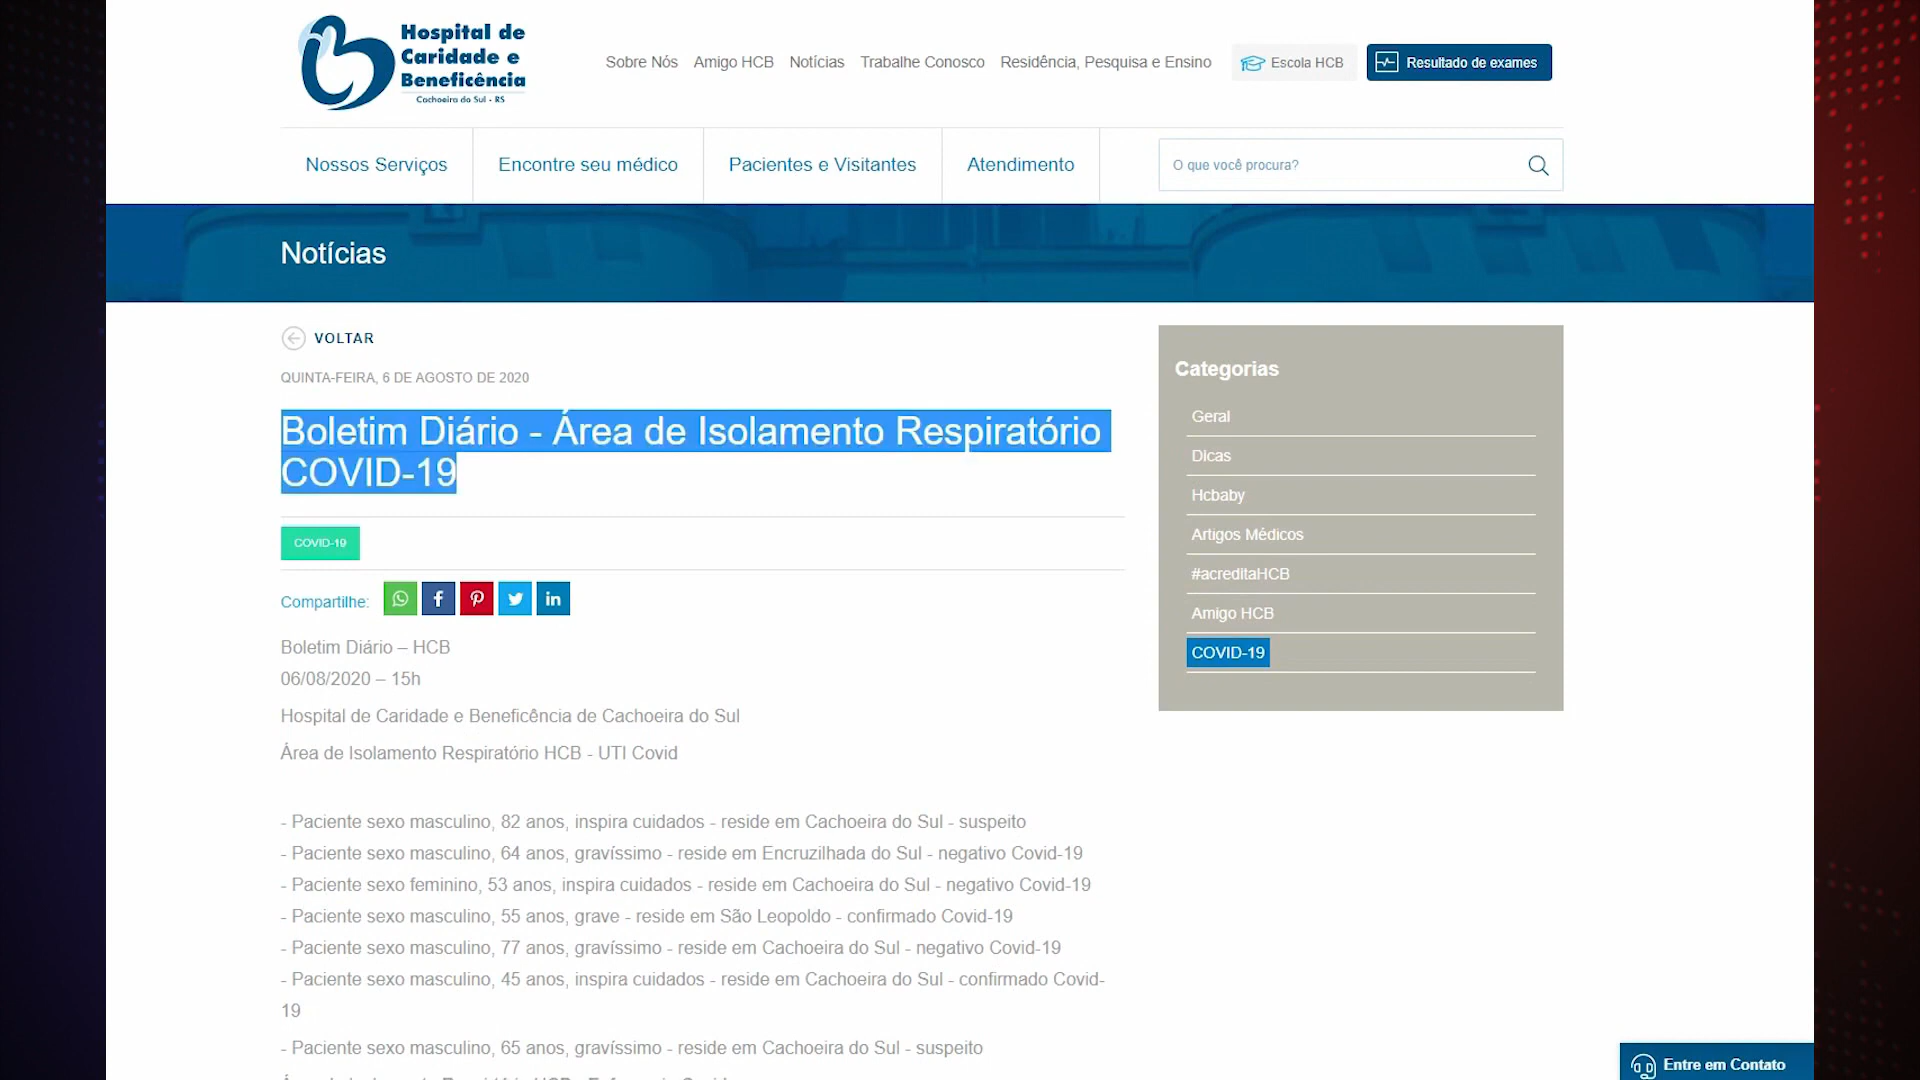 Hospital de
Caridade e
Beneficência
Cachoeira do Sul - RS
Sobre Nós
Amigo HCB
Notícias
Trabalhe Conosco
Residência, Pesquisa e Ensino
Escola HCB
Resultado de exames
Nossos Serviços
Encontre seu médico
Pacientes e Visitantes
Atendimento
O que você procura?
Notícias
VOLTAR
QUINTA-FEIRA, 6 DE AGOSTO DE 2020
Boletim Diário - Área de Isolamento Respiratório
COVID-19
COVID-19
Compartilhe:
Boletim Diário – HCB
06/08/2020 – 15h
Hospital de Caridade e Beneficência de Cachoeira do Sul
Área de Isolamento Respiratório HCB - UTI Covid
- Paciente sexo masculino, 82 anos, inspira cuidados - reside em Cachoeira do Sul - suspeito
- Paciente sexo masculino, 64 anos, gravíssimo - reside em Encruzilhada do Sul - negativo Covid-19
- Paciente sexo feminino, 53 anos, inspira cuidados - reside em Cachoeira do Sul - negativo Covid-19
- Paciente sexo masculino, 55 anos, grave - reside em São Leopoldo - confirmado Covid-19
- Paciente sexo masculino, 77 anos, gravíssimo - reside em Cachoeira do Sul - negativo Covid-19
- Paciente sexo masculino, 45 anos, inspira cuidados - reside em Cachoeira do Sul - confirmado Covid-
19
- Paciente sexo masculino, 65 anos, gravíssimo - reside em Cachoeira do Sul - suspeito
Categorias
Geral
Dicas
Hcbaby
Artigos Médicos
#acreditaHCB
Amigo HCB
COVID-19
Entre em Contato